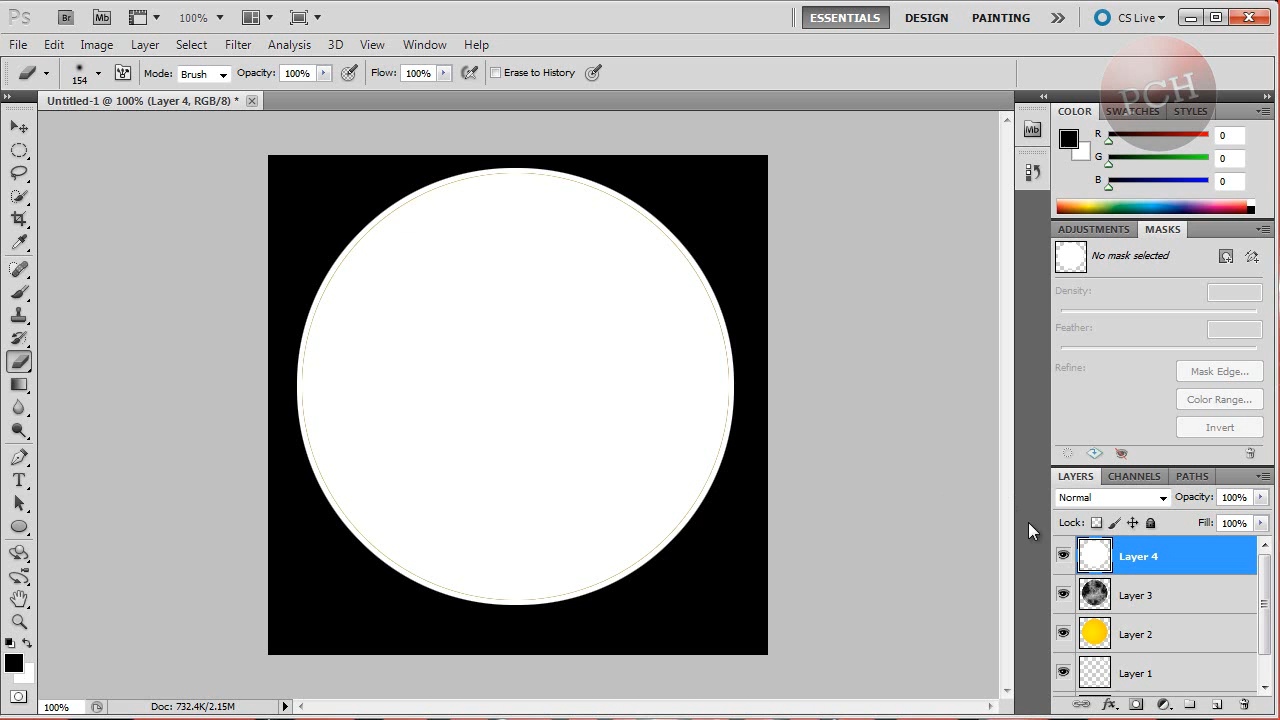 Ps Br Mb 100% ESSENTIALS DESIGN PAINTING CS Live
File Edit Image Layer Select Filter Analysis 3D View Window Help
154 Mode: Brush Opacity: 100% Flow: 100% Erase to History
PCH
Untitled-1 @ 100% (Layer 4, RGB/8) *
COLOR SWATCHES STYLES
Mb
R 0
G 0
B 0
ADJUSTMENTS MASKS
No mask selected
Density:
Feather:
Refine: Mask Edge...
Color Range...
Invert
LAYERS CHANNELS PATHS
Normal Opacity: 100%
Lock: Fill: 100%
Layer 4
Layer 3
Layer 2
Layer 1
100% Doc: 732.4K/2.15M
fx